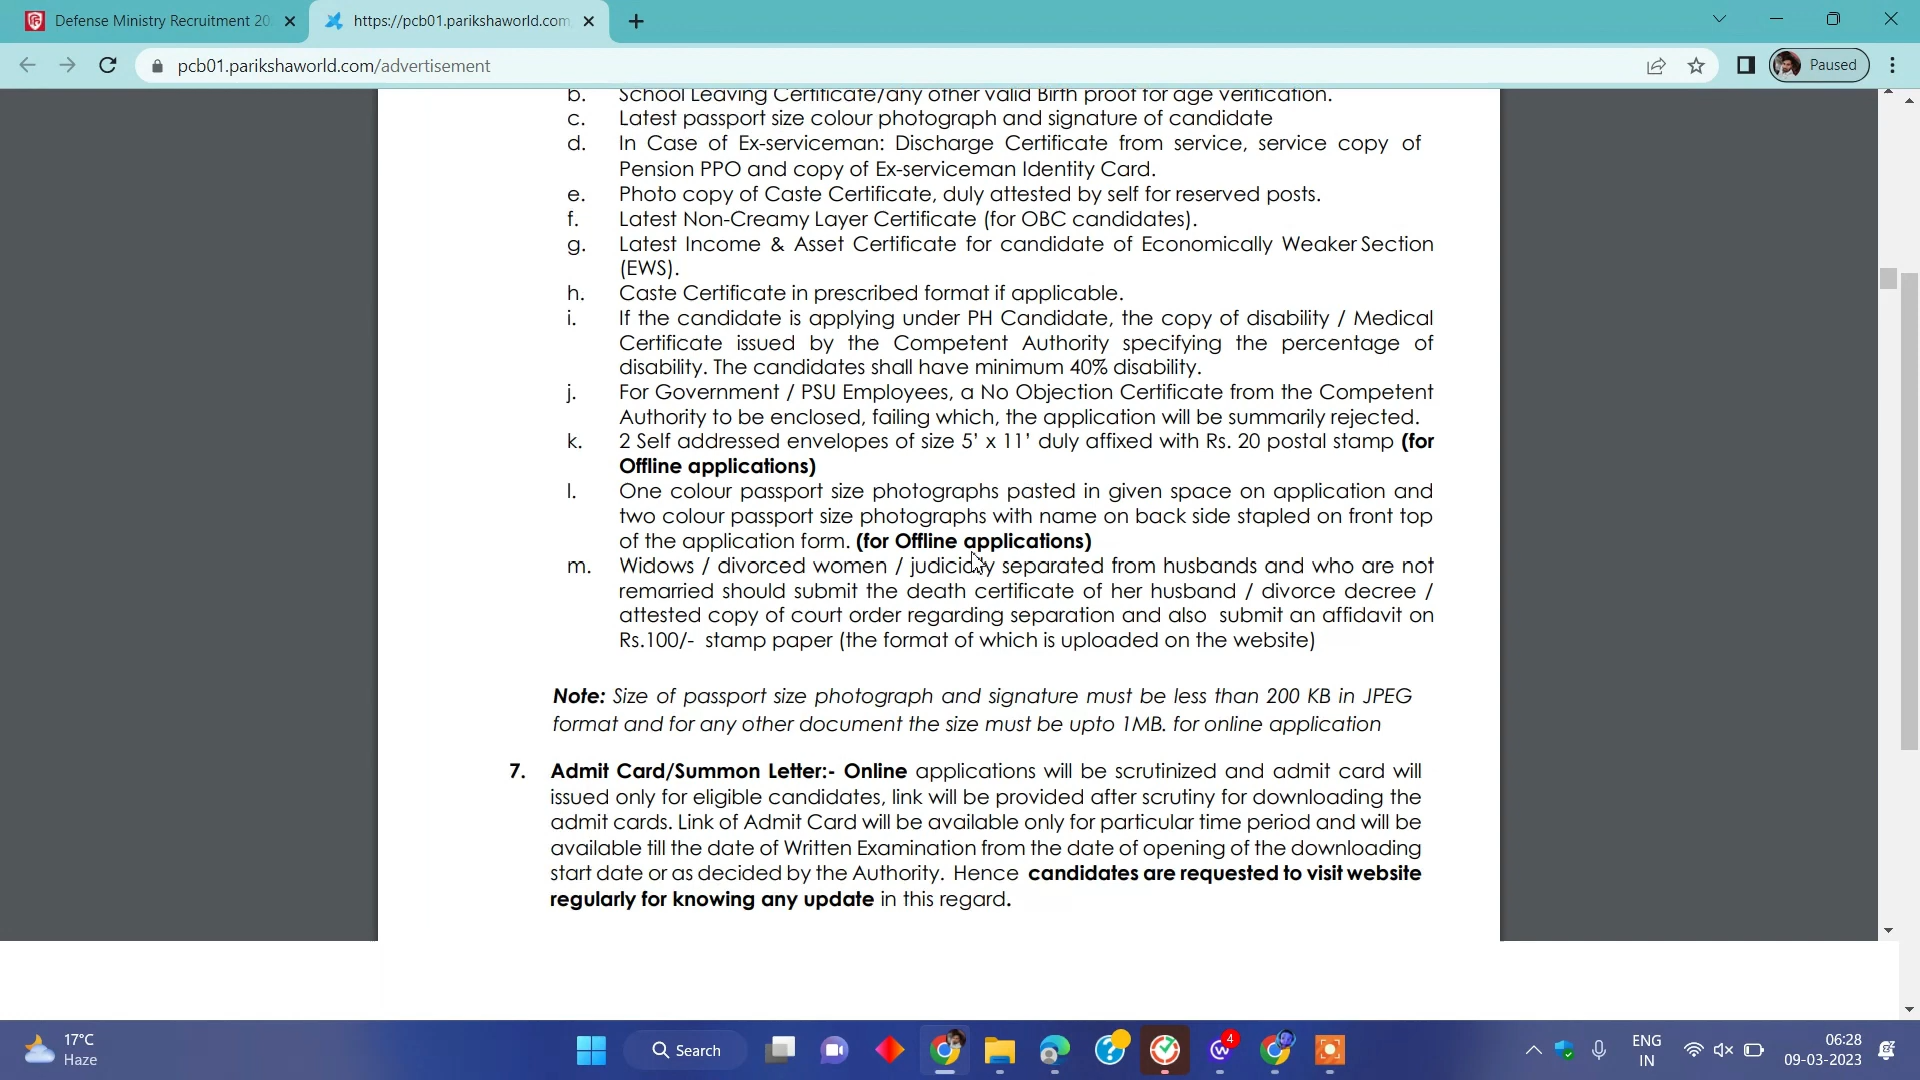 Defense Ministry Recruitment 20
https://pcb01.parikshaworld.com
pcb01.parikshaworld.com/advertisement
Paused
b. School Leaving Certificate/any other valid Birth proof for age verification.
c. Latest passport size colour photograph and signature of candidate
d. In Case of Ex-serviceman: Discharge Certificate from service, service copy of
Pension PPO and copy of Ex-serviceman Identity Card.
e. Photo copy of Caste Certificate, duly attested by self for reserved posts.
f. Latest Non-Creamy Layer Certificate (for OBC candidates).
g. Latest Income & Asset Certificate for candidate of Economically Weaker Section
(EWS).
h. Caste Certificate in prescribed format if applicable.
i. If the candidate is applying under PH Candidate, the copy of disability / Medical
Certificate issued by the Competent Authority specifying the percentage of
disability. The candidates shall have minimum 40% disability.
j. For Government / PSU Employees, a No Objection Certificate from the Competent
Authority to be enclosed, failing which, the application will be summarily rejected.
k. 2 Self addressed envelopes of size 5' x 11' duly affixed with Rs. 20 postal stamp (for
Offline applications)
l. One colour passport size photographs pasted in given space on application and
two colour passport size photographs with name on back side stapled on front top
of the application form. (for Offline applications)
m. Widows / divorced women / separated from husbands and who are not
remarried should submit the death certificate of her husband / divorce decree /
attested copy of court order regarding separation and also submit an affidavit on
Rs.100/- stamp paper (the format of which is uploaded on the website)
Note: Size of passport size photograph and signature must be less than 200 KB in JPEG
format and for any other document the size must be upto 1MB. for online application
7. Admit Card/Summon Letter:- Online applications will be scrutinized and admit card will
issued only for eligible candidates, link will be provided after scrutiny for downloading the
admit cards. Link of Admit Card will be available only for particular time period and will be
available till the date of Written Examination from the date of opening of the downloading
start date or as decided by the Authority. Hence candidates are requested to visit website
regularly for knowing any update in this regard.
17°C
Haze
Search
4
ENG
IN
06:28
09-03-2023